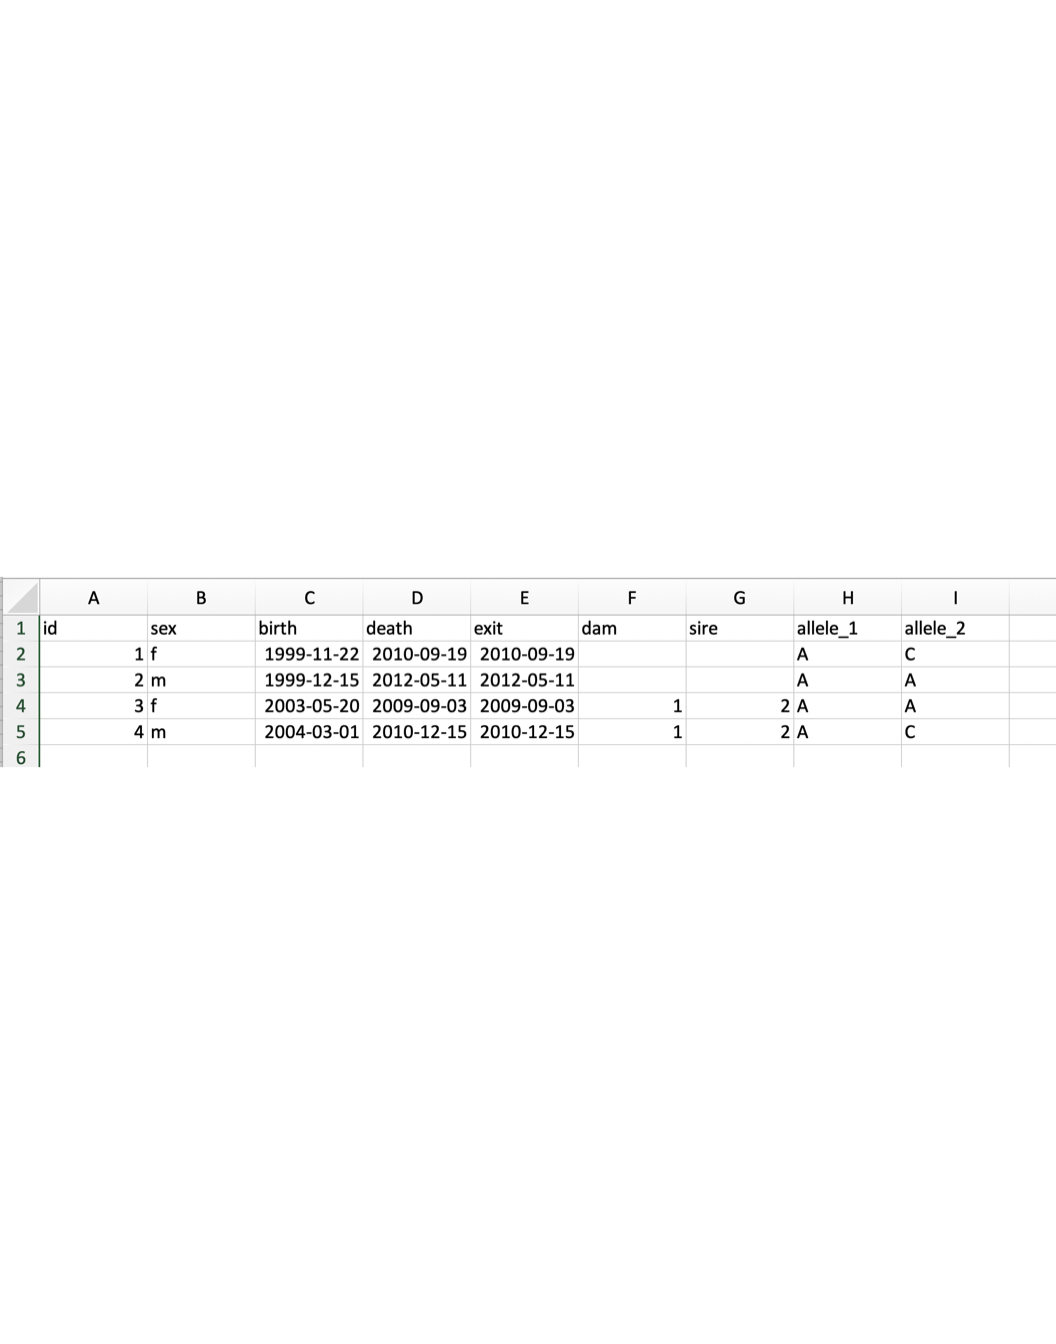 A B C D E F G H I
1 id sex birth death exit dam sire allele_1 allele_2
2 1 f 1999-11-22 2010-09-19 2010-09-19 A C
3 2 m 1999-12-15 2012-05-11 2012-05-11 A A
4 3 f 2003-05-20 2009-09-03 2009-09-03 1 2 A A
5 4 m 2004-03-01 2010-12-15 2010-12-15 1 2 A C
6